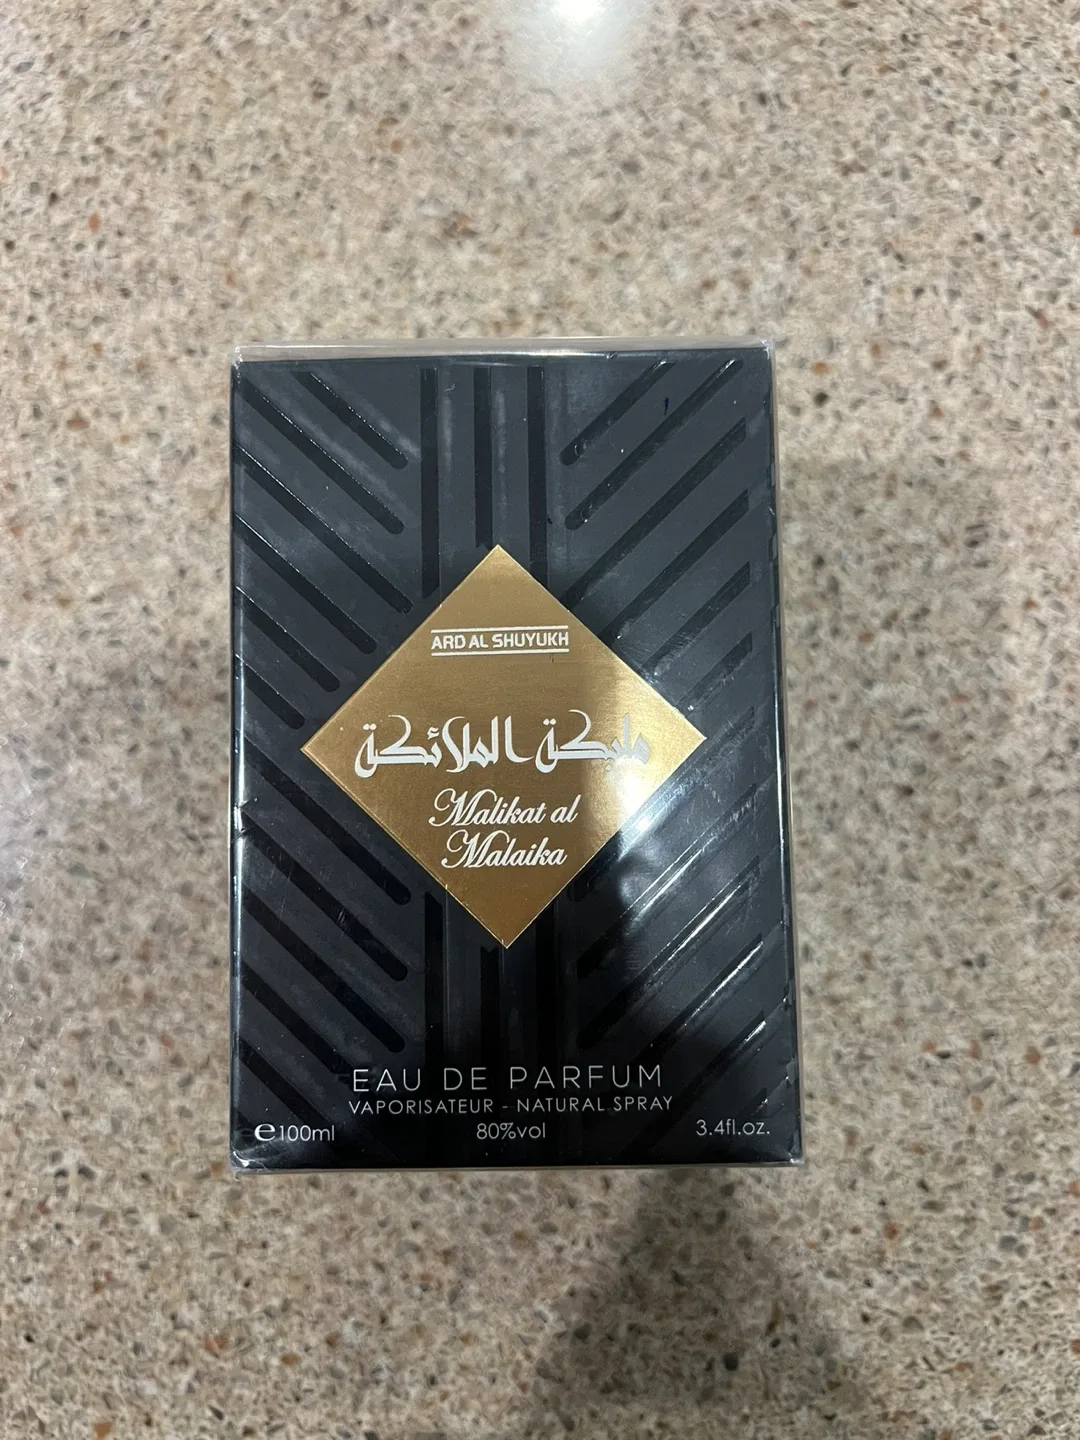 ARD AL SHUYUKH
مليكة الملائكة
Malikat al
Malaika
EAU DE PARFUM
VAPORISATEUR - NATURAL SPRAY
℮100ml 80%vol 3.4fl.oz.